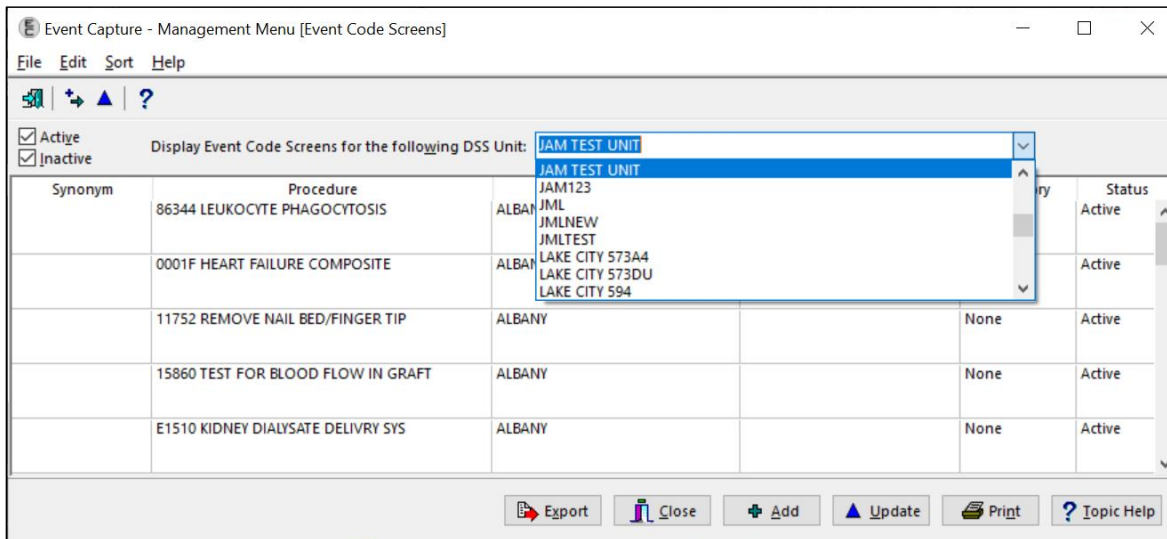 Event Capture - Management Menu [Event Code Screens]
File Edit Sort Help
Active
Inactive
Display Event Code Screens for the following DSS Unit: JAM TEST UNIT
JAM TEST UNIT
JAM123
JML
JMLNEW
JMLTEST
LAKE CITY 573A4
LAKE CITY 573DU
LAKE CITY 594
Synonym Procedure ry Status
86344 LEUKOCYTE PHAGOCYTOSIS ALBAN Active
0001F HEART FAILURE COMPOSITE ALBAN Active
11752 REMOVE NAIL BED/FINGER TIP ALBANY None Active
15860 TEST FOR BLOOD FLOW IN GRAFT ALBANY None Active
E1510 KIDNEY DIALYSATE DELIVRY SYS ALBANY None Active
Export Close Add Update Print ? Topic Help